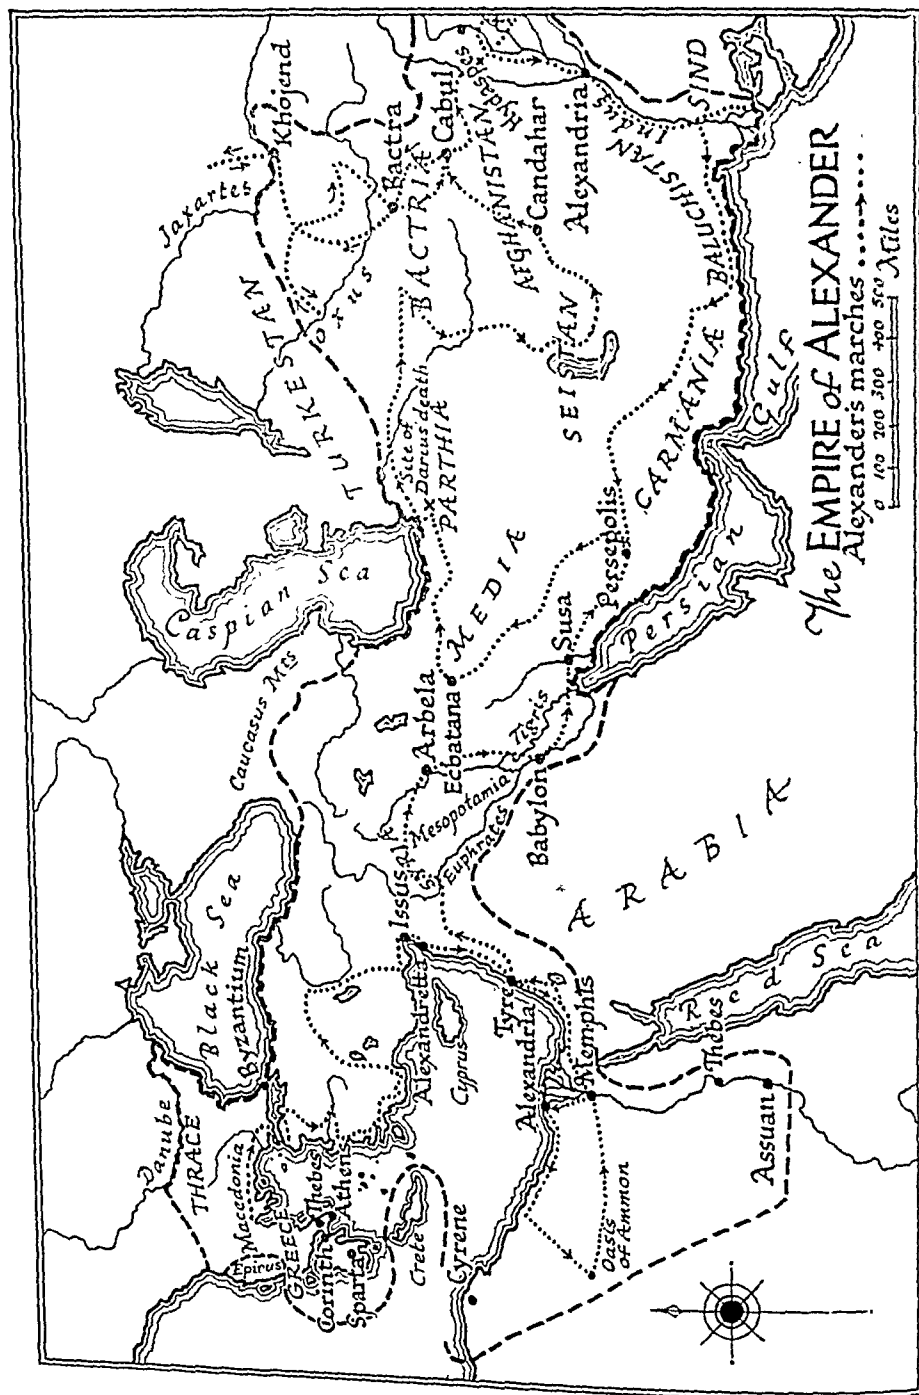 The EMPIRE of ALEXANDER
Alexander's marches
0 100 200 300 400 500 Miles
Danube
THRACE
Macedonia
Epirus
GREECE
Thebes
Athens
Corinth
Sparta
Crete
Cyrene
Black Sea
Byzantium
Caucasus Mts
Caspian Sea
TURKESTAN
Jaxartes
Khojend
Oxus
Bactra
BACTRIA
Cabul
Hydaspes
AFGHANISTAN
Candahar
Alexandria
Indus
SIND
BALUCHISTAN
SEISTAN
CARMANIA
Site of
Darius' death
PARTHIA
MEDIA
Ecbatana
Arbela
Issus
Alexandretta
Cyprus
Tyre
Mesopotamia
Tigris
Euphrates
Babylon
Susa
Persepolis
Persian Gulf
ARABIA
Red Sea
Alexandria
Memphis
Oasis
of Ammon
Thebes
Assuan